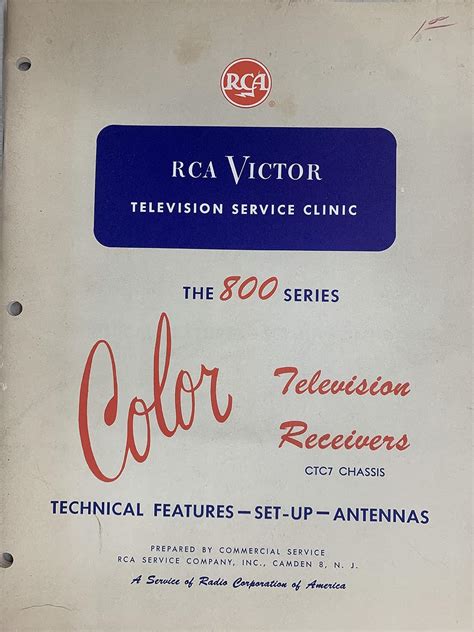 RCA
RCA VICTOR
TELEVISION SERVICE CLINIC
THE 800 SERIES
Color Television
Receivers
CTC7 CHASSIS
TECHNICAL FEATURES—SET-UP—ANTENNAS
PREPARED BY COMMERCIAL SERVICE
RCA SERVICE COMPANY, INC., CAMDEN 8, N. J.
A Service of Radio Corporation of America